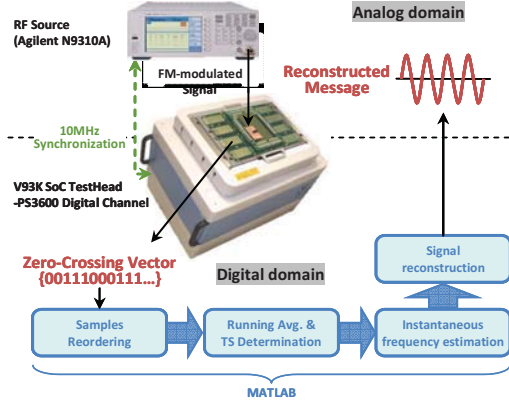 RF Source
(Agilent N9310A)
Analog domain
FM-modulated
Signal
Reconstructed
Message
10MHz
Synchronization
V93K SoC TestHead
-PS3600 Digital Channel
Zero-Crossing Vector
{00111000111...}
Digital domain
Signal
reconstruction
Samples
Reordering
Running Avg. &
TS Determination
Instantaneous
frequency estimation
MATLAB